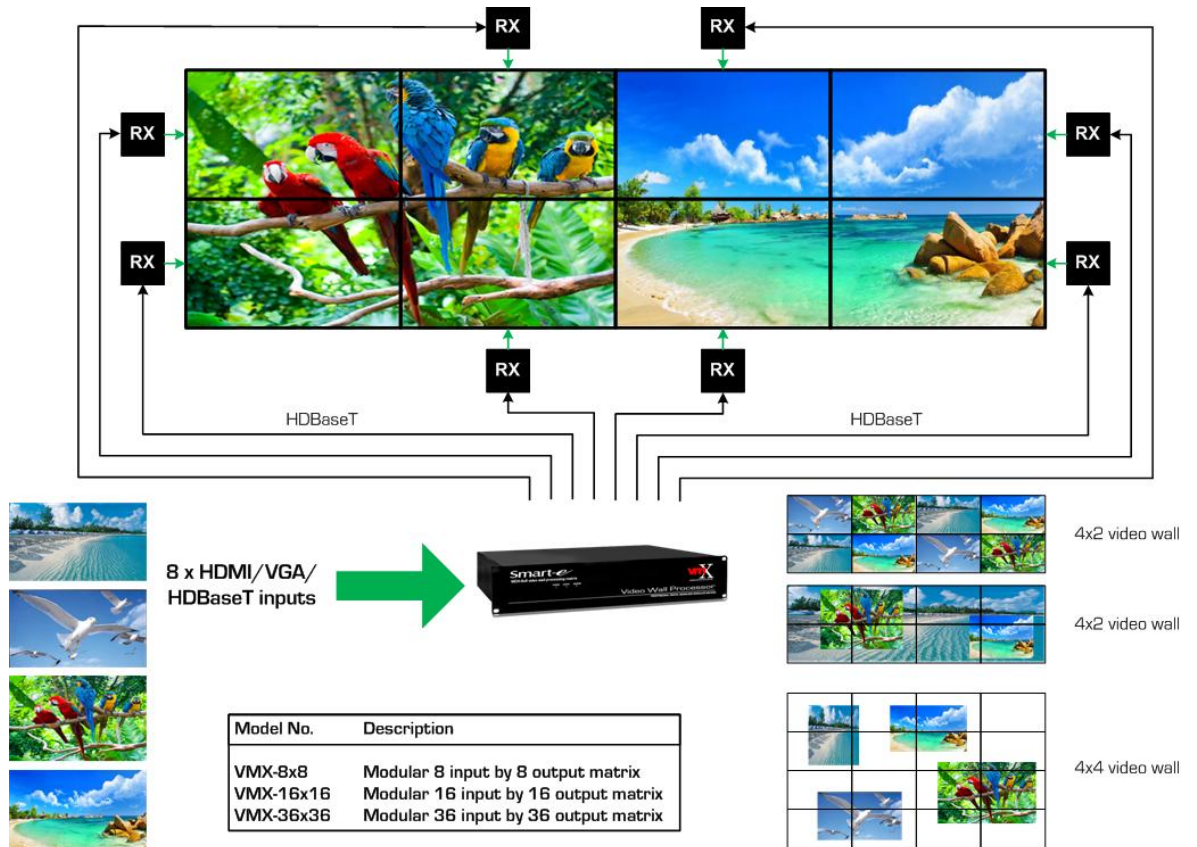 RX
RX
RX
RX
RX
RX
RX
RX
HDBaseT
HDBaseT
8 x HDMI/VGA/
HDBaseT inputs
Smart-e
Video Wall Processor
4x2 video wall
4x2 video wall
4x4 video wall
Model No. Description
VMX-8x8 Modular 8 input by 8 output matrix
VMX-16x16 Modular 16 input by 16 output matrix
VMX-36x36 Modular 36 input by 36 output matrix